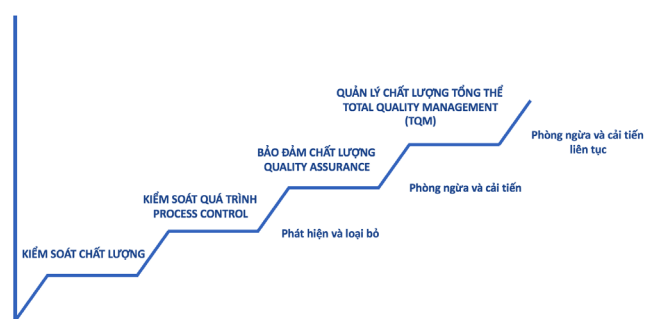 QUẢN LÝ CHẤT LƯỢNG TỔNG THỂ
TOTAL QUALITY MANAGEMENT
(TQM)
Phòng ngừa và cải tiến
liên tục
BẢO ĐẢM CHẤT LƯỢNG
QUALITY ASSURANCE
Phòng ngừa và cải tiến
KIỂM SOÁT QUÁ TRÌNH
PROCESS CONTROL
Phát hiện và loại bỏ
KIỂM SOÁT CHẤT LƯỢNG